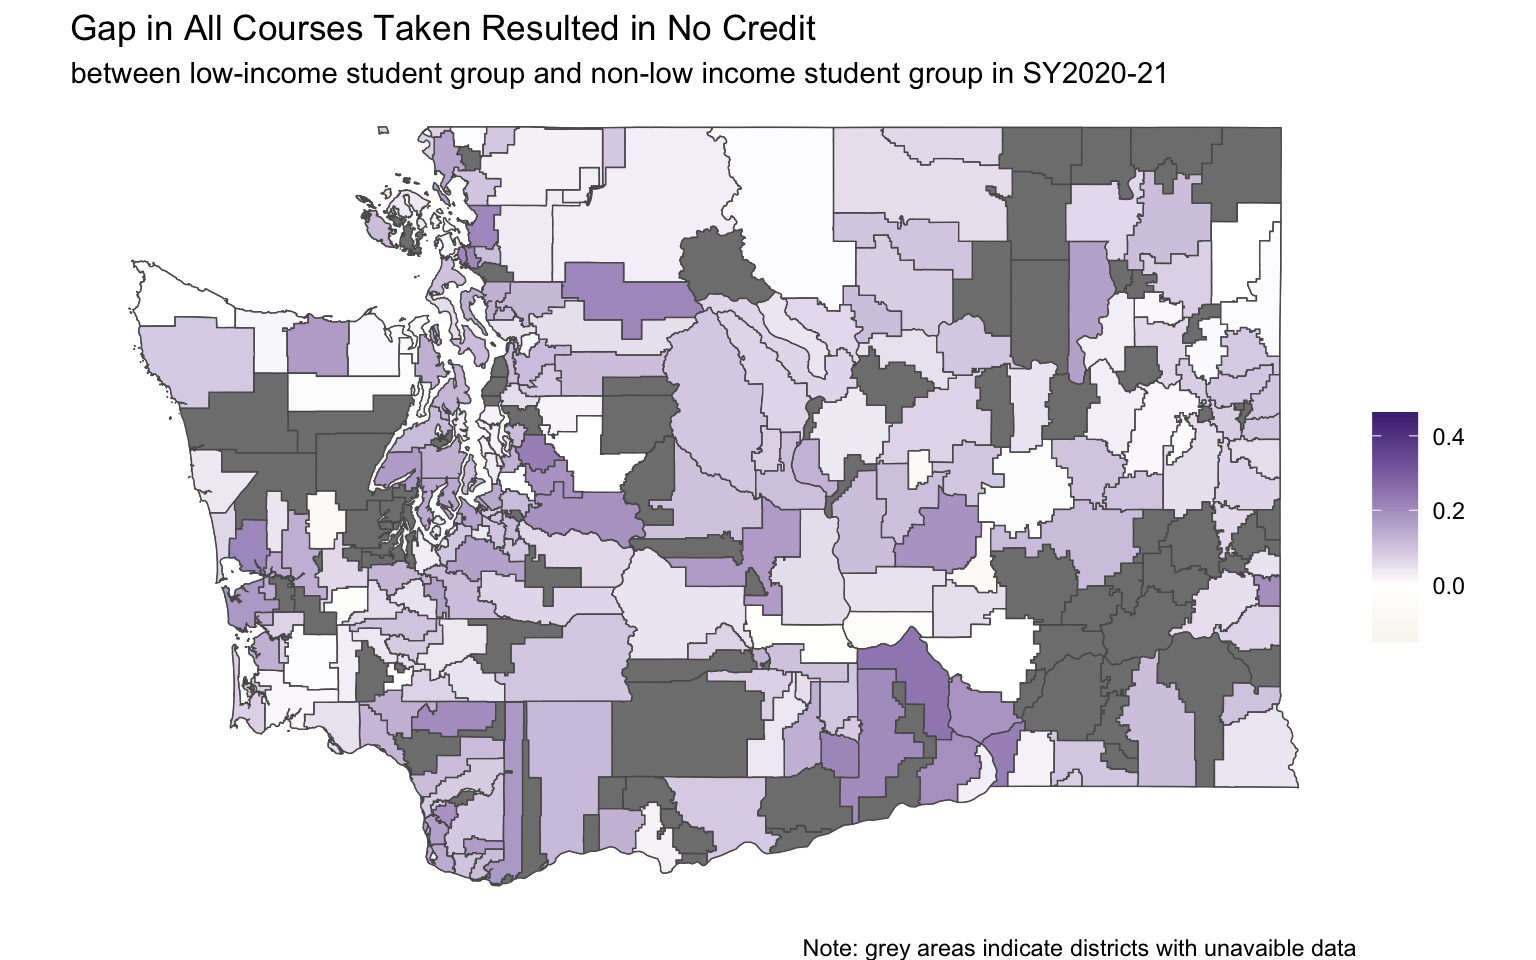 Gap in All Courses Taken Resulted in No Credit
between low-income student group and non-low income student group in SY2020-21
0.4
0.2
0.0
Note: grey areas indicate districts with unavaible data